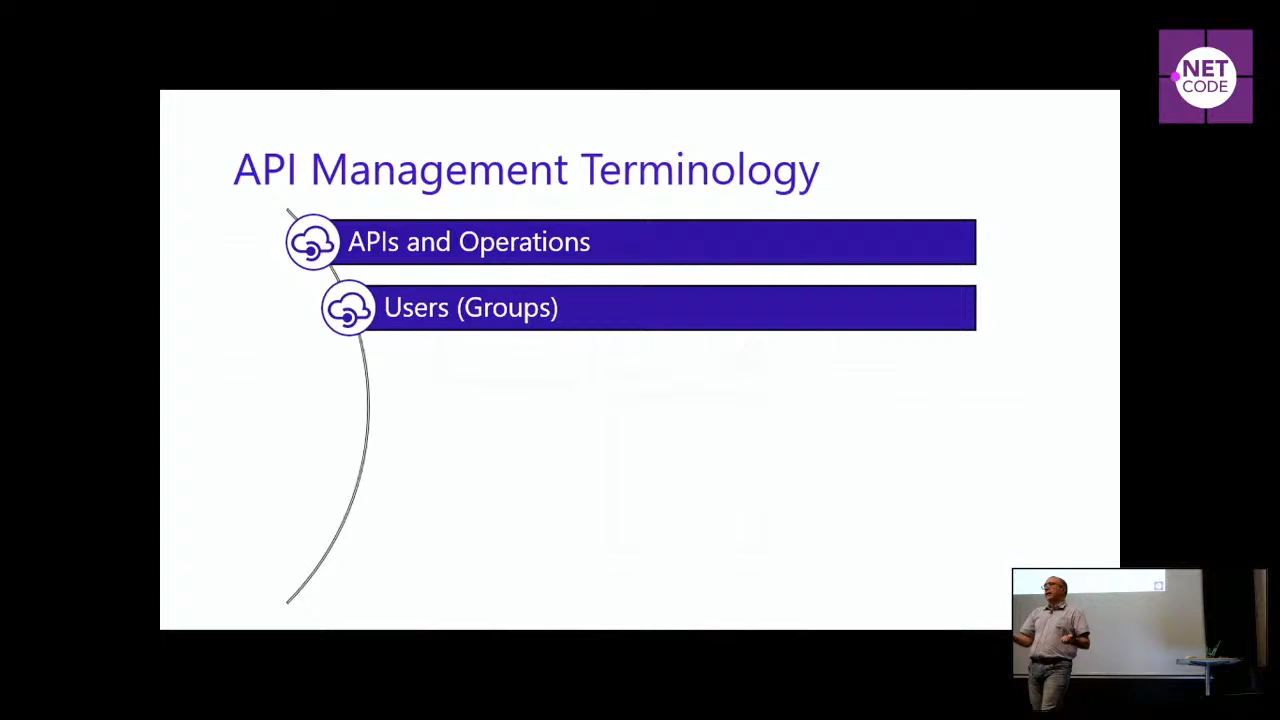 NET
CODE
API Management Terminology
APIs and Operations
Users (Groups)